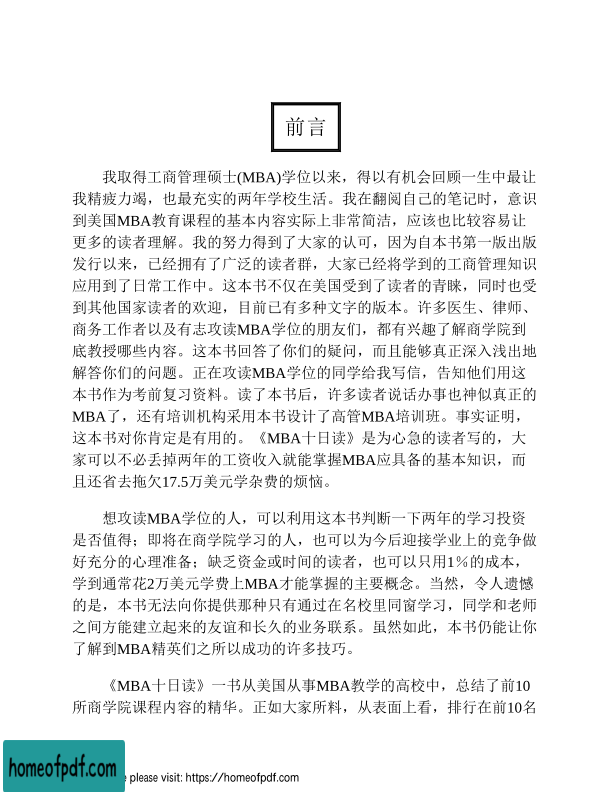 前言
我取得工商管理硕士(MBA)学位以来，得以有机会回顾一生中最让
我精疲力竭，也最充实的两年学校生活。我在翻阅自己的笔记时，意识
到美国MBA教育课程的基本内容实际上非常简洁，应该也比较容易让
更多的读者理解。我的努力得到了大家的认可，因为自本书第一版出版
发行以来，已经拥有了广泛的读者群，大家已经将学到的工商管理知识
应用到了日常工作中。这本书不仅在美国受到了读者的青睐，同时也受
到其他国家读者的欢迎，目前已有多种文字的版本。许多医生、律师、
商务工作者以及有志攻读MBA学位的朋友们，都有兴趣了解商学院到
底教授哪些内容。这本书回答了你们的疑问，而且能够真正深入浅出地
解答你们的问题。正在攻读MBA学位的同学给我写信，告知他们用这
本书作为考前复习资料。读了本书后，许多读者说话办事也神似真正的
MBA了，还有培训机构采用本书设计了高管MBA培训班。事实证明，
这本书对你肯定是有用的。《MBA十日读》是为心急的读者写的，大
家可以不必丢掉两年的工资收入就能掌握MBA应具备的基本知识，而
且还省去拖欠17.5万美元学杂费的烦恼。
想攻读MBA学位的人，可以利用这本书判断一下两年的学习投资
是否值得；即将在商学院学习的人，也可以为今后迎接学业上的竞争做
好充分的心理准备；缺乏资金或时间的读者，也可以只用1％的成本，
学到通常花2万美元学费上MBA才能掌握的主要概念。当然，令人遗憾
的是，本书无法向你提供那种只有通过在名校里同窗学习，同学和老师
之间方能建立起来的友谊和长久的业务联系。虽然如此，本书仍能让你
了解到MBA精英们之所以成功的许多技巧。
《MBA十日读》一书从美国从事MBA教学的高校中，总结了前10
所商学院课程内容的精华。正如大家所料，从表面上看，排行在前10名
homeofpdf.com
e please visit: https://homeofpdf.com